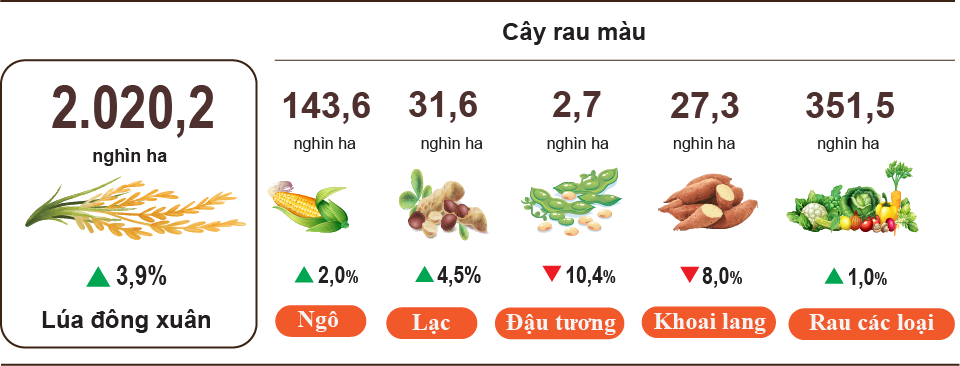 Cây rau màu
2.020,2
nghìn ha
▲ 3,9%
Lúa đông xuân
143,6
nghìn ha
▲ 2,0%
Ngô
31,6
nghìn ha
▲ 4,5%
Lạc
2,7
nghìn ha
▼ 10,4%
Đậu tương
27,3
nghìn ha
▼ 8,0%
Khoai lang
351,5
nghìn ha
▲ 1,0%
Rau các loại